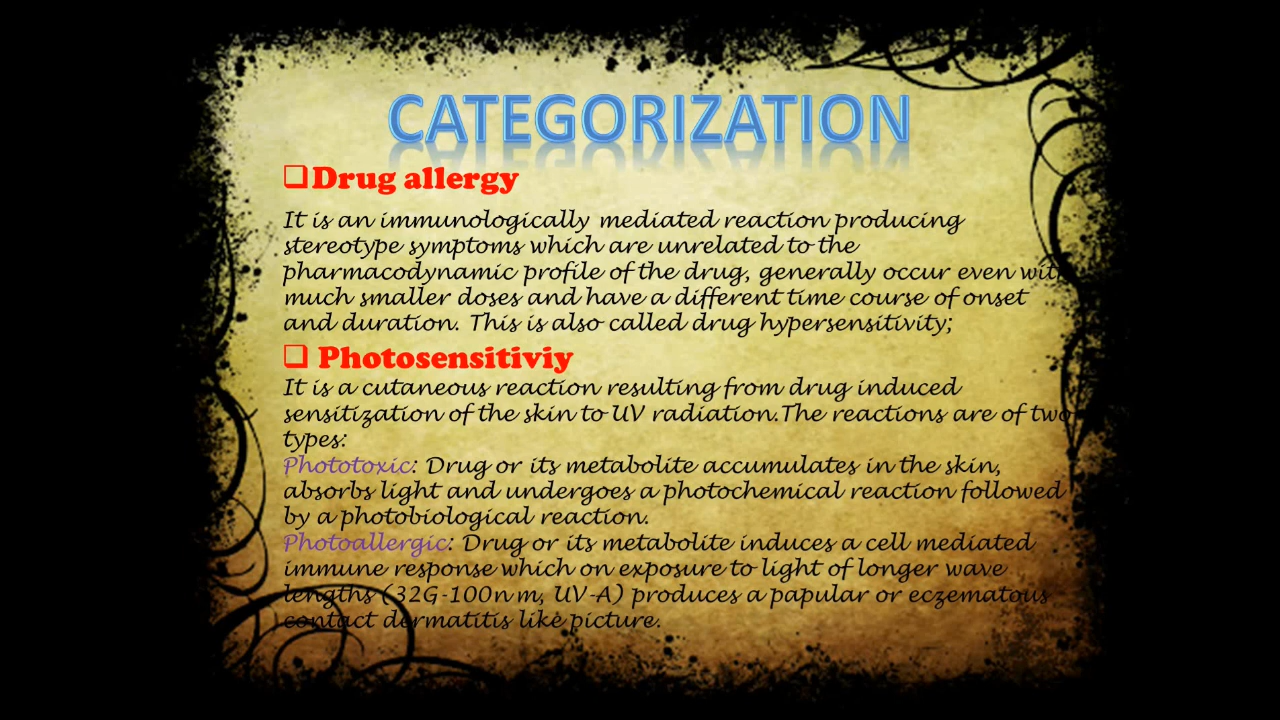 CATEGORIZATION
❑Drug allergy
It is an immunologically mediated reaction producing
stereotype symptoms which are unrelated to the
pharmacodynamic profile of the drug, generally occur even with
much smaller doses and have a different time course of onset
and duration. This is also called drug hypersensitivity;
❑ Photosensitiviy
It is a cutaneous reaction resulting from drug induced
sensitization of the skin to UV radiation.The reactions are of two
types:
Phototoxic: Drug or its metabolite accumulates in the skin,
absorbs light and undergoes a photochemical reaction followed
by a photobiological reaction.
Photoallergic: Drug or its metabolite induces a cell mediated
immune response which on exposure to light of longer wave
lengths (32G-100n m, UV-A) produces a papular or eczematous
contact dermatitis like picture.